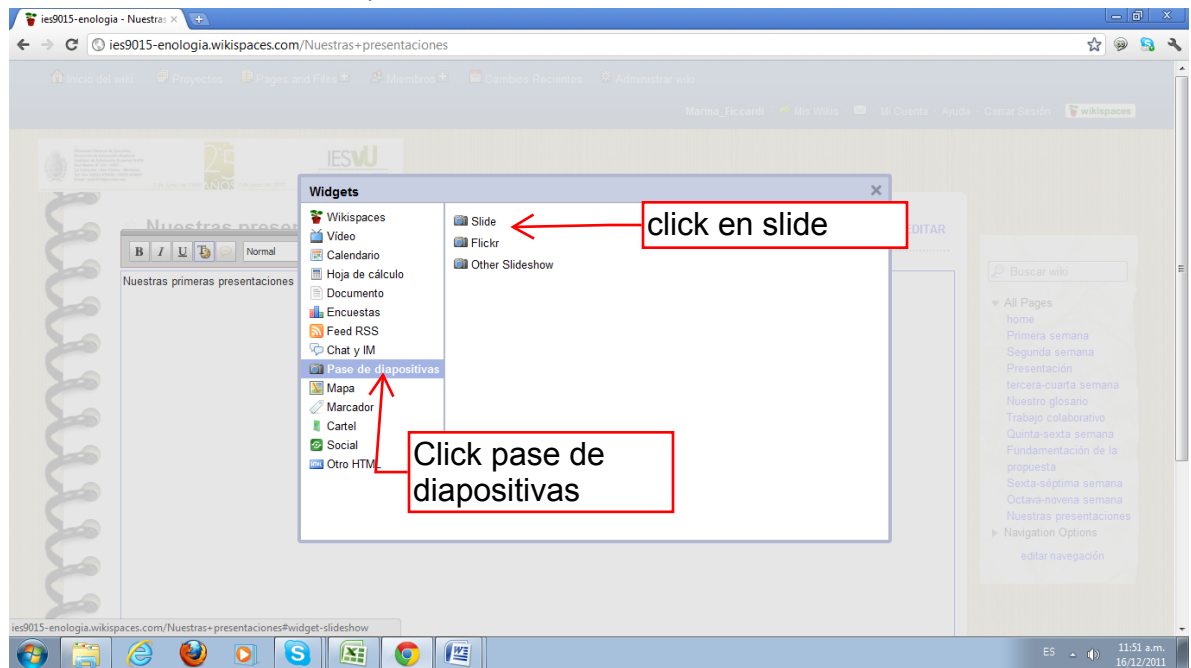 ies9015-enologia - Nuestras
ies9015-enologia.wikispaces.com/Nuestras+presentaciones
Inicio del wiki Proyectos Pages and Files Miembros Cambios Recientes Administrar wiki
Marina_Ficcardi Mis Wikis Mi Cuenta Ayuda Cerrar Sesión wikispaces
25 AÑOS
IESVU
Widgets
Nuestras presen
EDITAR
B I U Normal
Nuestras primeras presentaciones
Wikispaces
Vídeo
Calendario
Hoja de cálculo
Documento
Encuestas
Feed RSS
Chat y IM
Pase de diapositivas
Mapa
Marcador
Cartel
Social
Otro HTML
Slide
Flickr
Other Slideshow
click en slide
Click pase de
diapositivas
Buscar wiki
All Pages
home
Primera semana
Segunda semana
Presentación
tercera-cuarta semana
Nuestro glosario
Trabajo colaborativo
Quinta-sexta semana
Fundamentación de la
propuesta
Sexta-séptima semana
Octava-novena semana
Nuestras presentaciones
Navigation Options
editar navegación
ies9015-enologia.wikispaces.com/Nuestras+presentaciones#widget-slideshow
ES 11:51 a.m.
16/12/2011